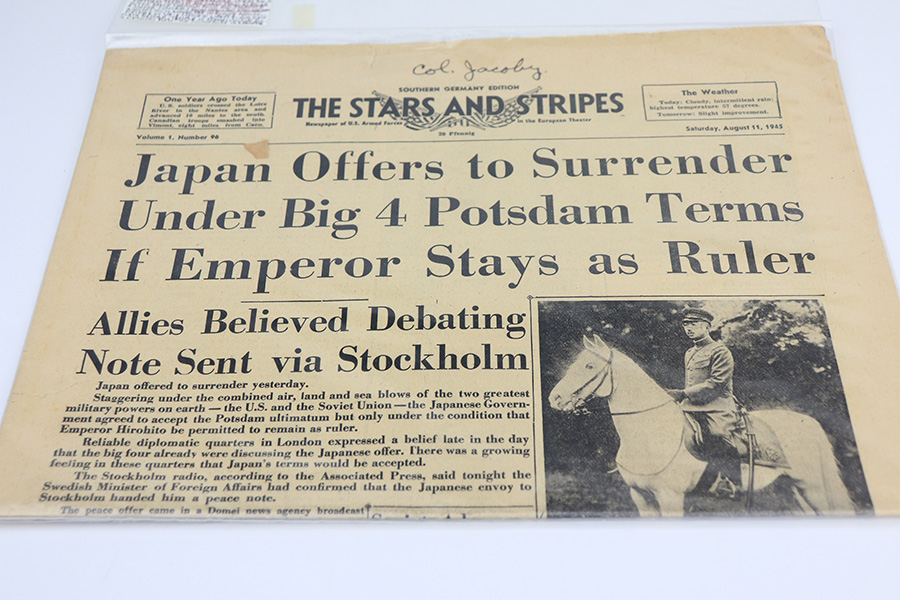 Col. Jacoby
SOUTHERN GERMANY EDITION
One Year Ago Today
U. S. soldiers crossed the Loire
River in the Nantes area and
advanced 10 miles to the south.
Canadian troops smashed into
Vimont, eight miles from Caen.
THE STARS AND STRIPES
Newspaper of U.S. Armed Forces in the European Theater
20 Pfennig
The Weather
Today: Cloudy, intermittent rain;
highest temperature 57 degrees.
Tomorrow: Slight improvement.
Volume 1, Number 96
Saturday, August 11, 1945
Japan Offers to Surrender
Under Big 4 Potsdam Terms
If Emperor Stays as Ruler
Allies Believed Debating
Note Sent via Stockholm
Japan offered to surrender yesterday.
Staggering under the combined air, land and sea blows of the two greatest
military powers on earth — the U.S. and the Soviet Union — the Japanese Govern-
ment agreed to accept the Potsdam ultimatum but only under the condition that
Emperor Hirohito be permitted to remain as ruler.
Reliable diplomatic quarters in London expressed a belief late in the day
that the big four already were discussing the Japanese offer. There was a growing
feeling in these quarters that Japan's terms would be accepted.
The Stockholm radio, according to the Associated Press, said tonight the
Swedish Minister of Foreign Affairs had confirmed that the Japanese envoy to
Stockholm handed him a peace note.
The peace offer came in a Domei news agency broadcast